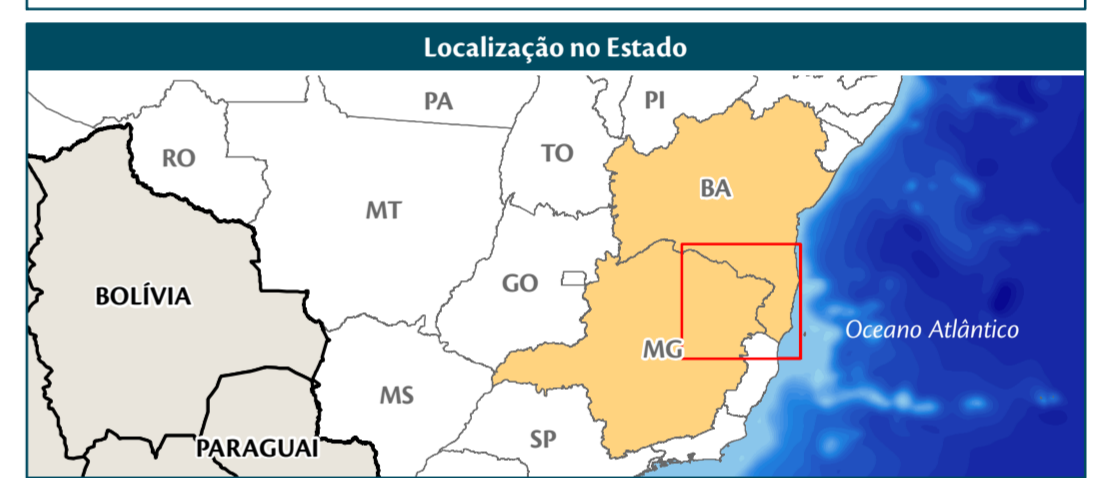 Localização no Estado
PA
PI
RO
TO
BA
MT
GO
BOLÍVIA
Oceano Atlântico
MG
MS
SP
PARAGUAI